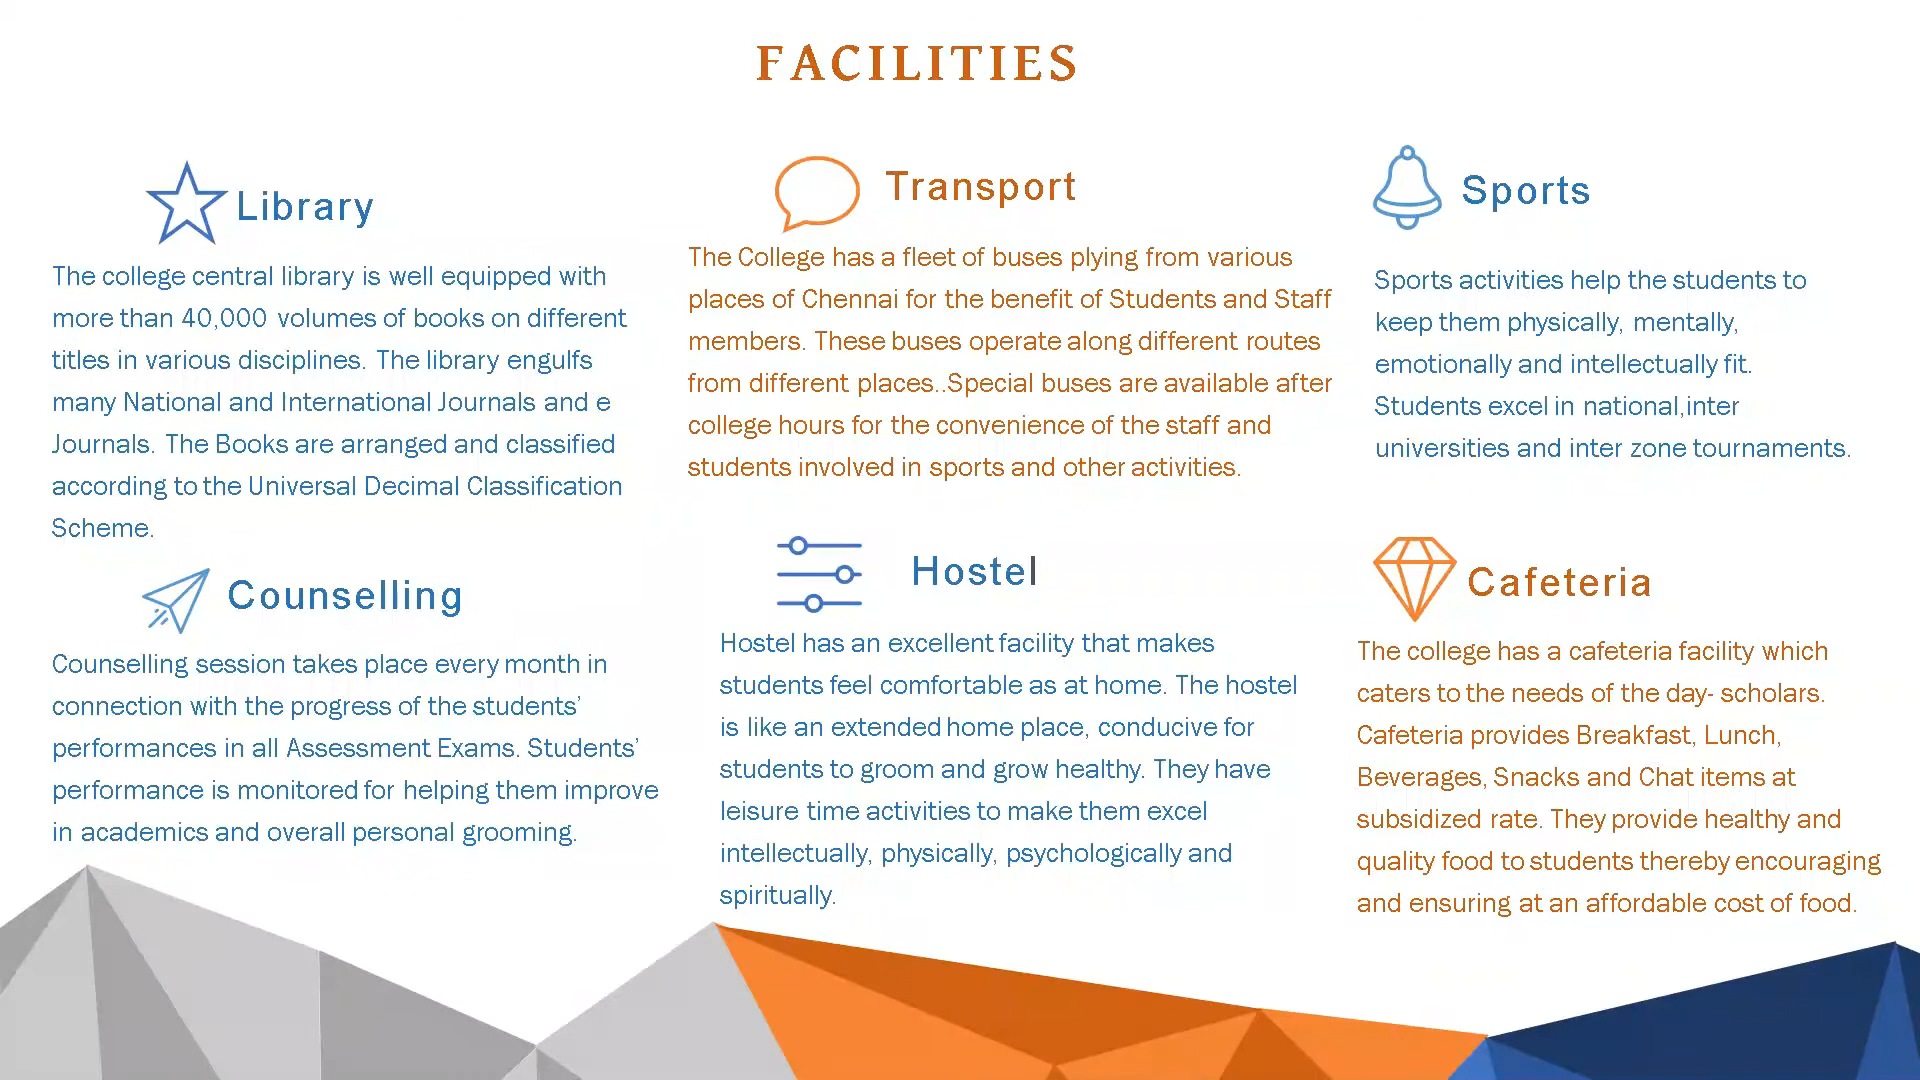 FACILITIES
Library
The college central library is well equipped with
more than 40,000 volumes of books on different
titles in various disciplines. The library engulfs
many National and International Journals and e
Journals. The Books are arranged and classified
according to the Universal Decimal Classification
Scheme.
Transport
The College has a fleet of buses plying from various
places of Chennai for the benefit of Students and Staff
members. These buses operate along different routes
from different places..Special buses are available after
college hours for the convenience of the staff and
students involved in sports and other activities.
Sports
Sports activities help the students to
keep them physically, mentally,
emotionally and intellectually fit.
Students excel in national,inter
universities and inter zone tournaments.
Counselling
Counselling session takes place every month in
connection with the progress of the students’
performances in all Assessment Exams. Students’
performance is monitored for helping them improve
in academics and overall personal grooming.
Hostel
Hostel has an excellent facility that makes
students feel comfortable as at home. The hostel
is like an extended home place, conducive for
students to groom and grow healthy. They have
leisure time activities to make them excel
intellectually, physically, psychologically and
spiritually.
Cafeteria
The college has a cafeteria facility which
caters to the needs of the day- scholars.
Cafeteria provides Breakfast, Lunch,
Beverages, Snacks and Chat items at
subsidized rate. They provide healthy and
quality food to students thereby encouraging
and ensuring at an affordable cost of food.